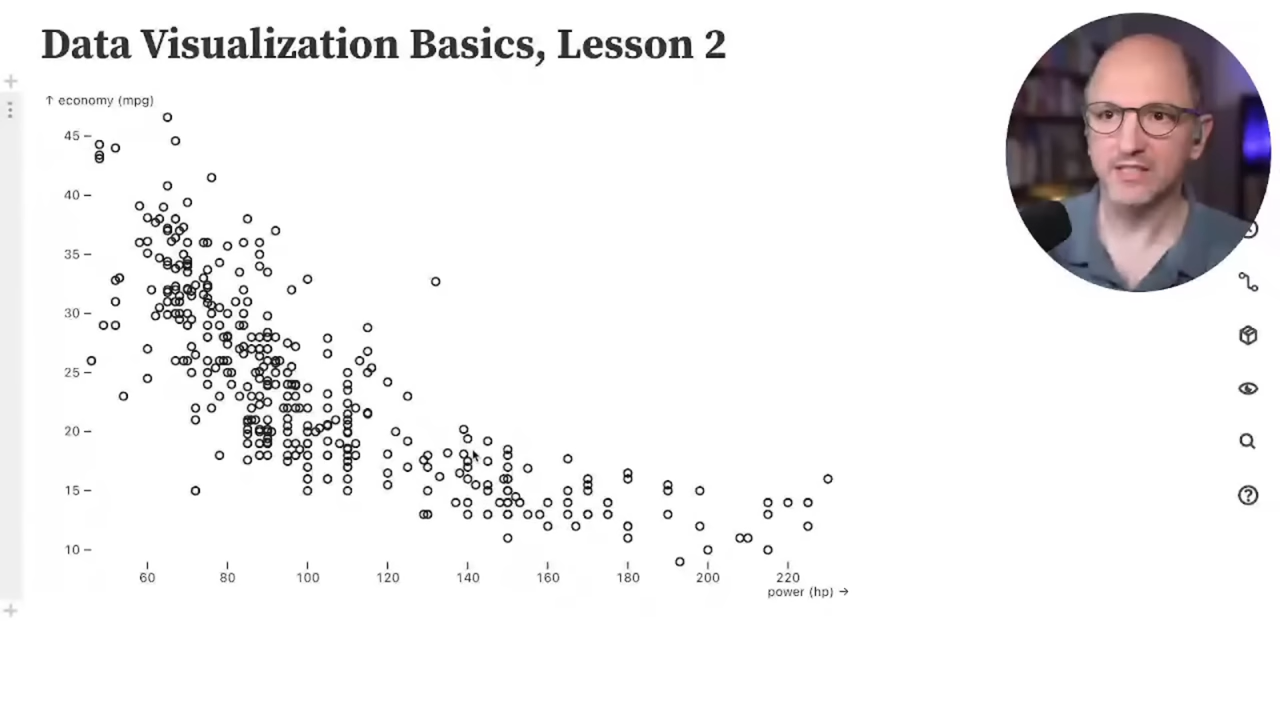 Data Visualization Basics, Lesson 2
↑ economy (mpg)
45
40
35
30
25
20
15
10
60 80 100 120 140 160 180 200 220
power (hp) →